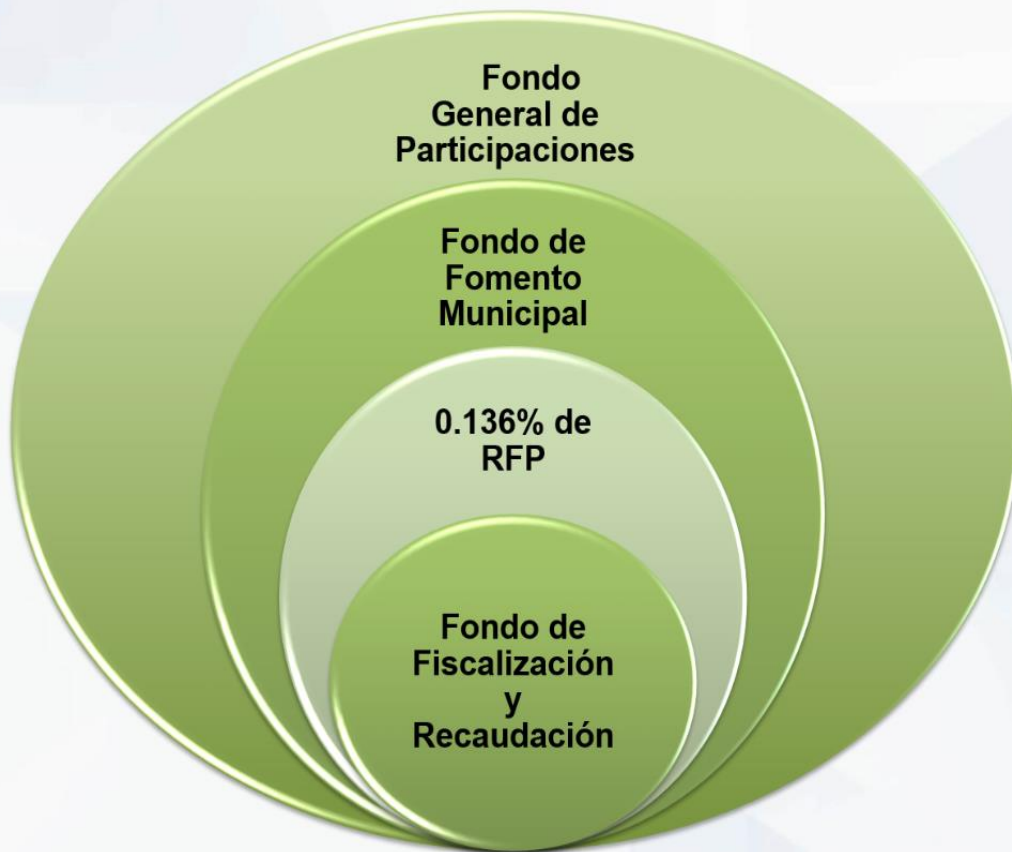 Fondo
General de
Participaciones
Fondo de
Fomento
Municipal
0.136% de
RFP
Fondo de
Fiscalización
y
Recaudación